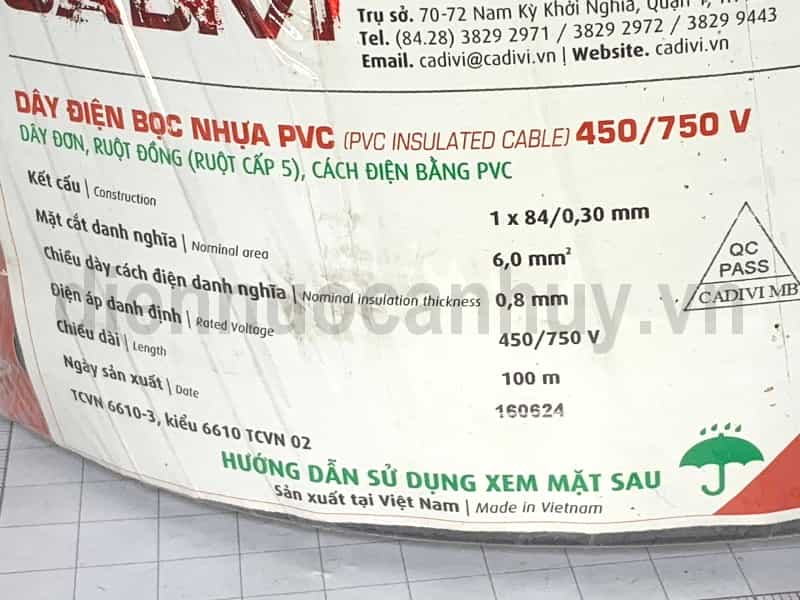 CADIVI
Trụ sở. 70-72 Nam Kỳ Khởi Nghĩa, Quận 1,
Tel. (84.28) 3829 2971 / 3829 2972 / 3829 9443
Email. cadivi@cadivi.vn | Website. cadivi.vn
DÂY ĐIỆN BỌC NHỰA PVC (PVC INSULATED CABLE) 450/750 V
DÂY ĐƠN, RUỘT ĐỒNG (RUỘT CẤP 5), CÁCH ĐIỆN BẰNG PVC
Kết cấu | Construction 1 x 84/0,30 mm
Mặt cắt danh nghĩa | Nominal area 6,0 mm²
Chiều dày cách điện danh nghĩa | Nominal insulation thickness 0,8 mm
Điện áp danh định | Rated Voltage 450/750 V
Chiều dài | Length 100 m
Ngày sản xuất | Date 160624
TCVN 6610-3, kiểu 6610 TCVN 02
QC
PASS
CADIVI MB
diennuocanhuy.vn
HƯỚNG DẪN SỬ DỤNG XEM MẶT SAU
Sản xuất tại Việt Nam | Made in Vietnam